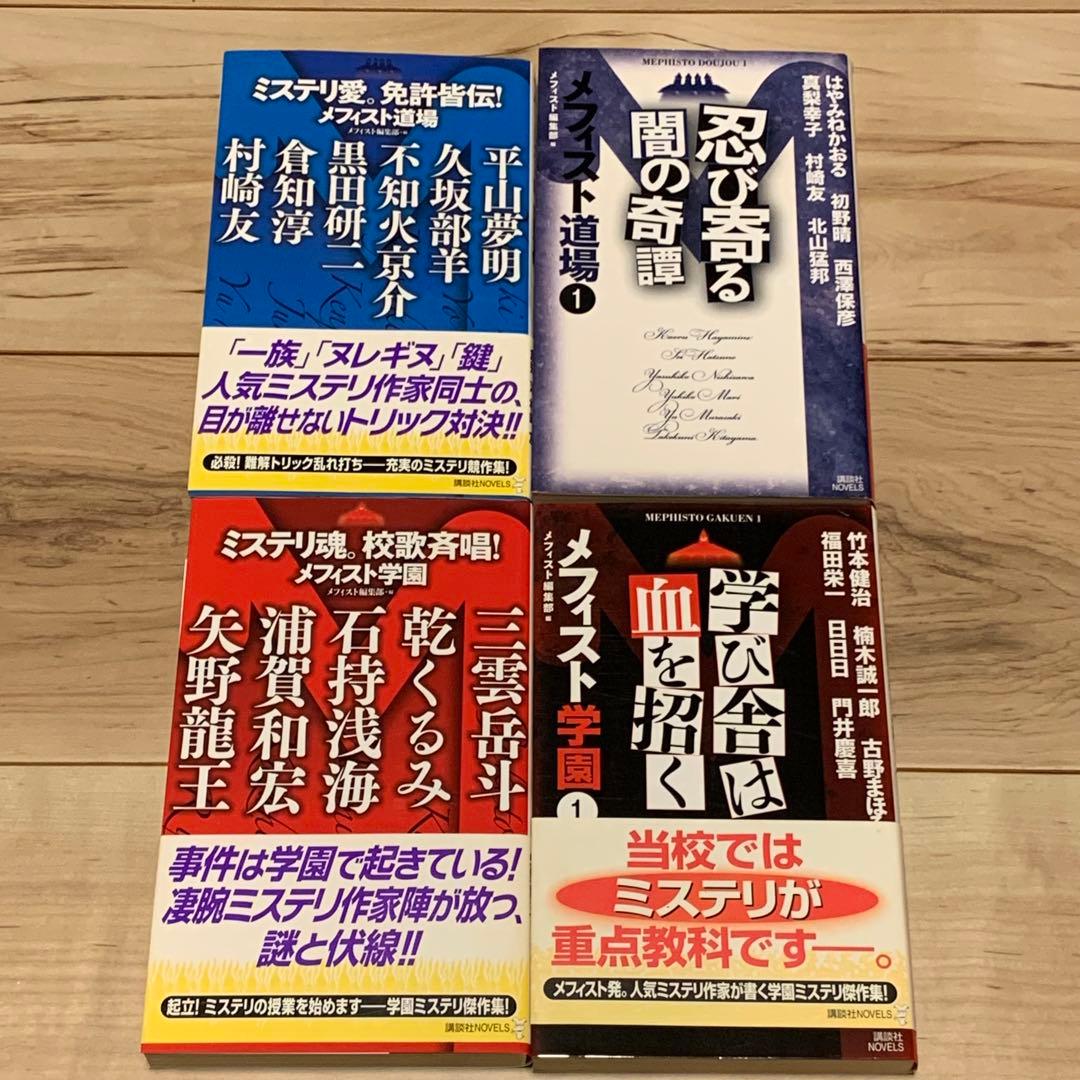 ミステリ愛。免許皆伝!
メフィスト道場
メフィスト編集部・編
平山夢明
久坂部羊
不知火京介
黒田研二
倉知淳
村崎友
「一族」「ヌレギヌ」「鍵」
人気ミステリ作家同士の、
目が離せないトリック対決!!
必殺!難解トリック乱れ打ち──充実のミステリ競作集!
講談社NOVELS
MEPHISTO DOUJOU 1
はやみねかおる 初野晴 西澤保彦
真梨幸子 村崎友 北山猛邦
忍び寄る
闇の奇譚
メフィスト道場1
メフィスト編集部 編
Kaoru Hayamine
Sei Hatsuno
Yasuhiko Nishizawa
Yukiko Mari
Yu Murasaki
Takekuni Kitayama
講談社
NOVELS
ミステリ魂。校歌斉唱!
メフィスト学園
メフィスト編集部・編
三雲岳斗
乾くるみ
石持浅海
浦賀和宏
矢野龍王
事件は学園で起きている!
凄腕ミステリ作家陣が放つ、
謎と伏線!!
起立!ミステリの授業を始めます──学園ミステリ傑作集!
講談社NOVELS
MEPHISTO GAKUEN 1
竹本健治 楠木誠一郎 古野まほ
福田栄一 日日日 門井慶喜
学び舎は
血を招く
メフィスト学園1
メフィスト編集部 編
当校では
ミステリが
重点教科です──。
メフィスト発。人気ミステリ作家が書く学園ミステリ傑作集!
講談社NOVELS
講談社
NOVELS